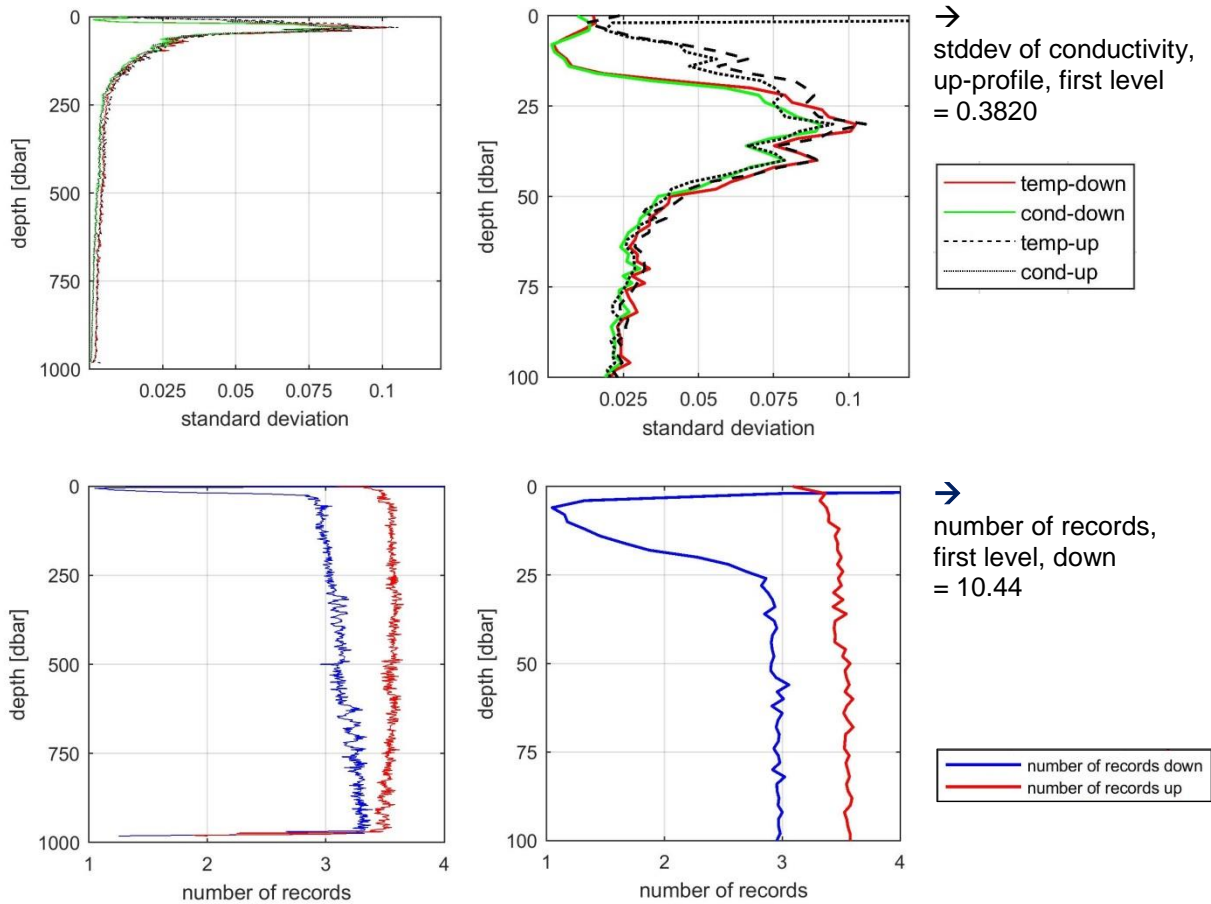 0
250
500
750
1000
depth [dbar]
0.025 0.05 0.075 0.1
standard deviation
0
25
50
75
100
depth [dbar]
0.025 0.05 0.075 0.1
standard deviation
→
stddev of conductivity,
up-profile, first level
= 0.3820
temp-down
cond-down
temp-up
cond-up
0
250
500
750
1000
depth [dbar]
1 2 3 4
number of records
0
25
50
75
100
depth [dbar]
1 2 3 4
number of records
→
number of records,
first level, down
= 10.44
number of records down
number of records up